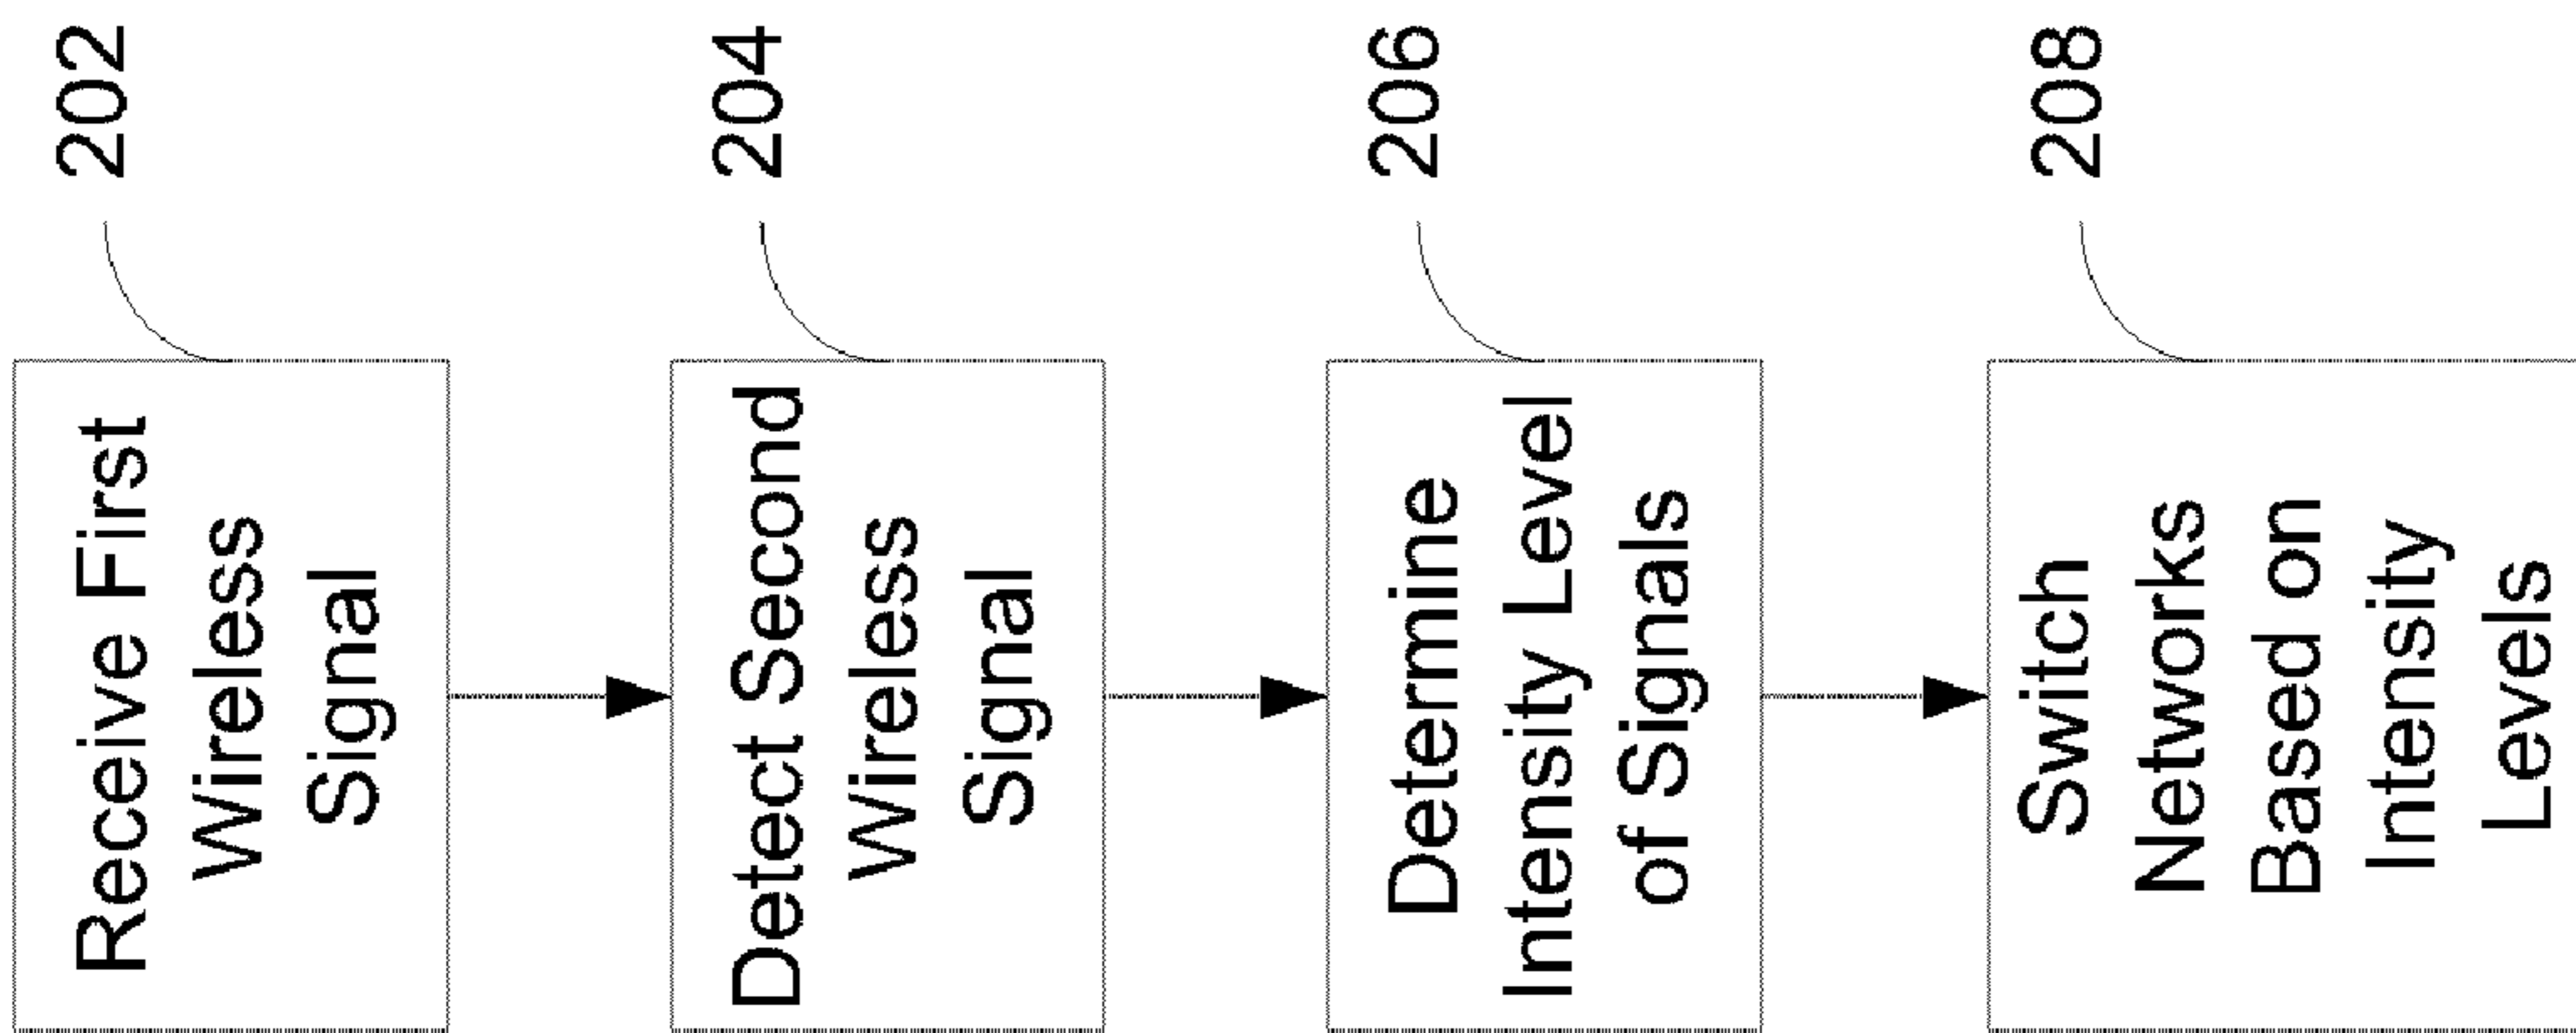 Receive First
Wireless
Signal
202
Detect Second
Wireless
Signal
204
Determine
Intensity Level
of Signals
206
Switch
Networks
Based on
Intensity
Levels
208